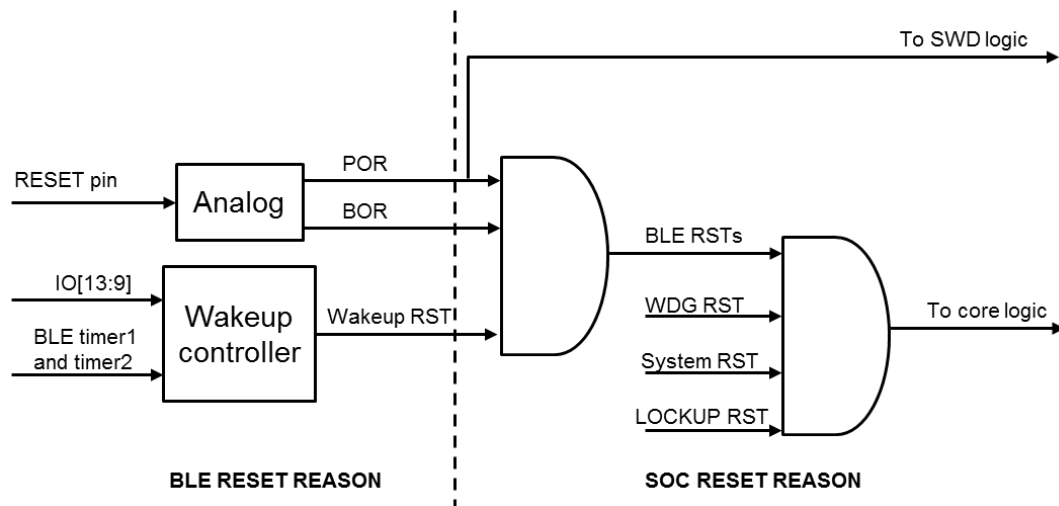 To SWD logic
RESET pin
Analog
POR
BOR
BLE RSTs
IO[13:9]
Wakeup
controller
Wakeup RST
BLE timer1
and timer2
WDG RST
To core logic
System RST
LOCKUP RST
BLE RESET REASON
SOC RESET REASON